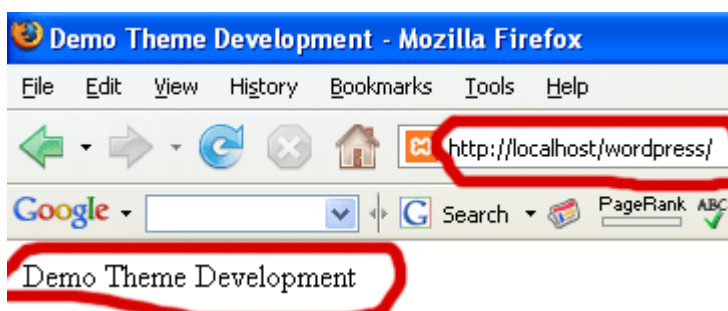 Demo Theme Development - Mozilla Firefox
File Edit View History Bookmarks Tools Help
http://localhost/wordpress/
Google G Search PageRank ABC
Demo Theme Development